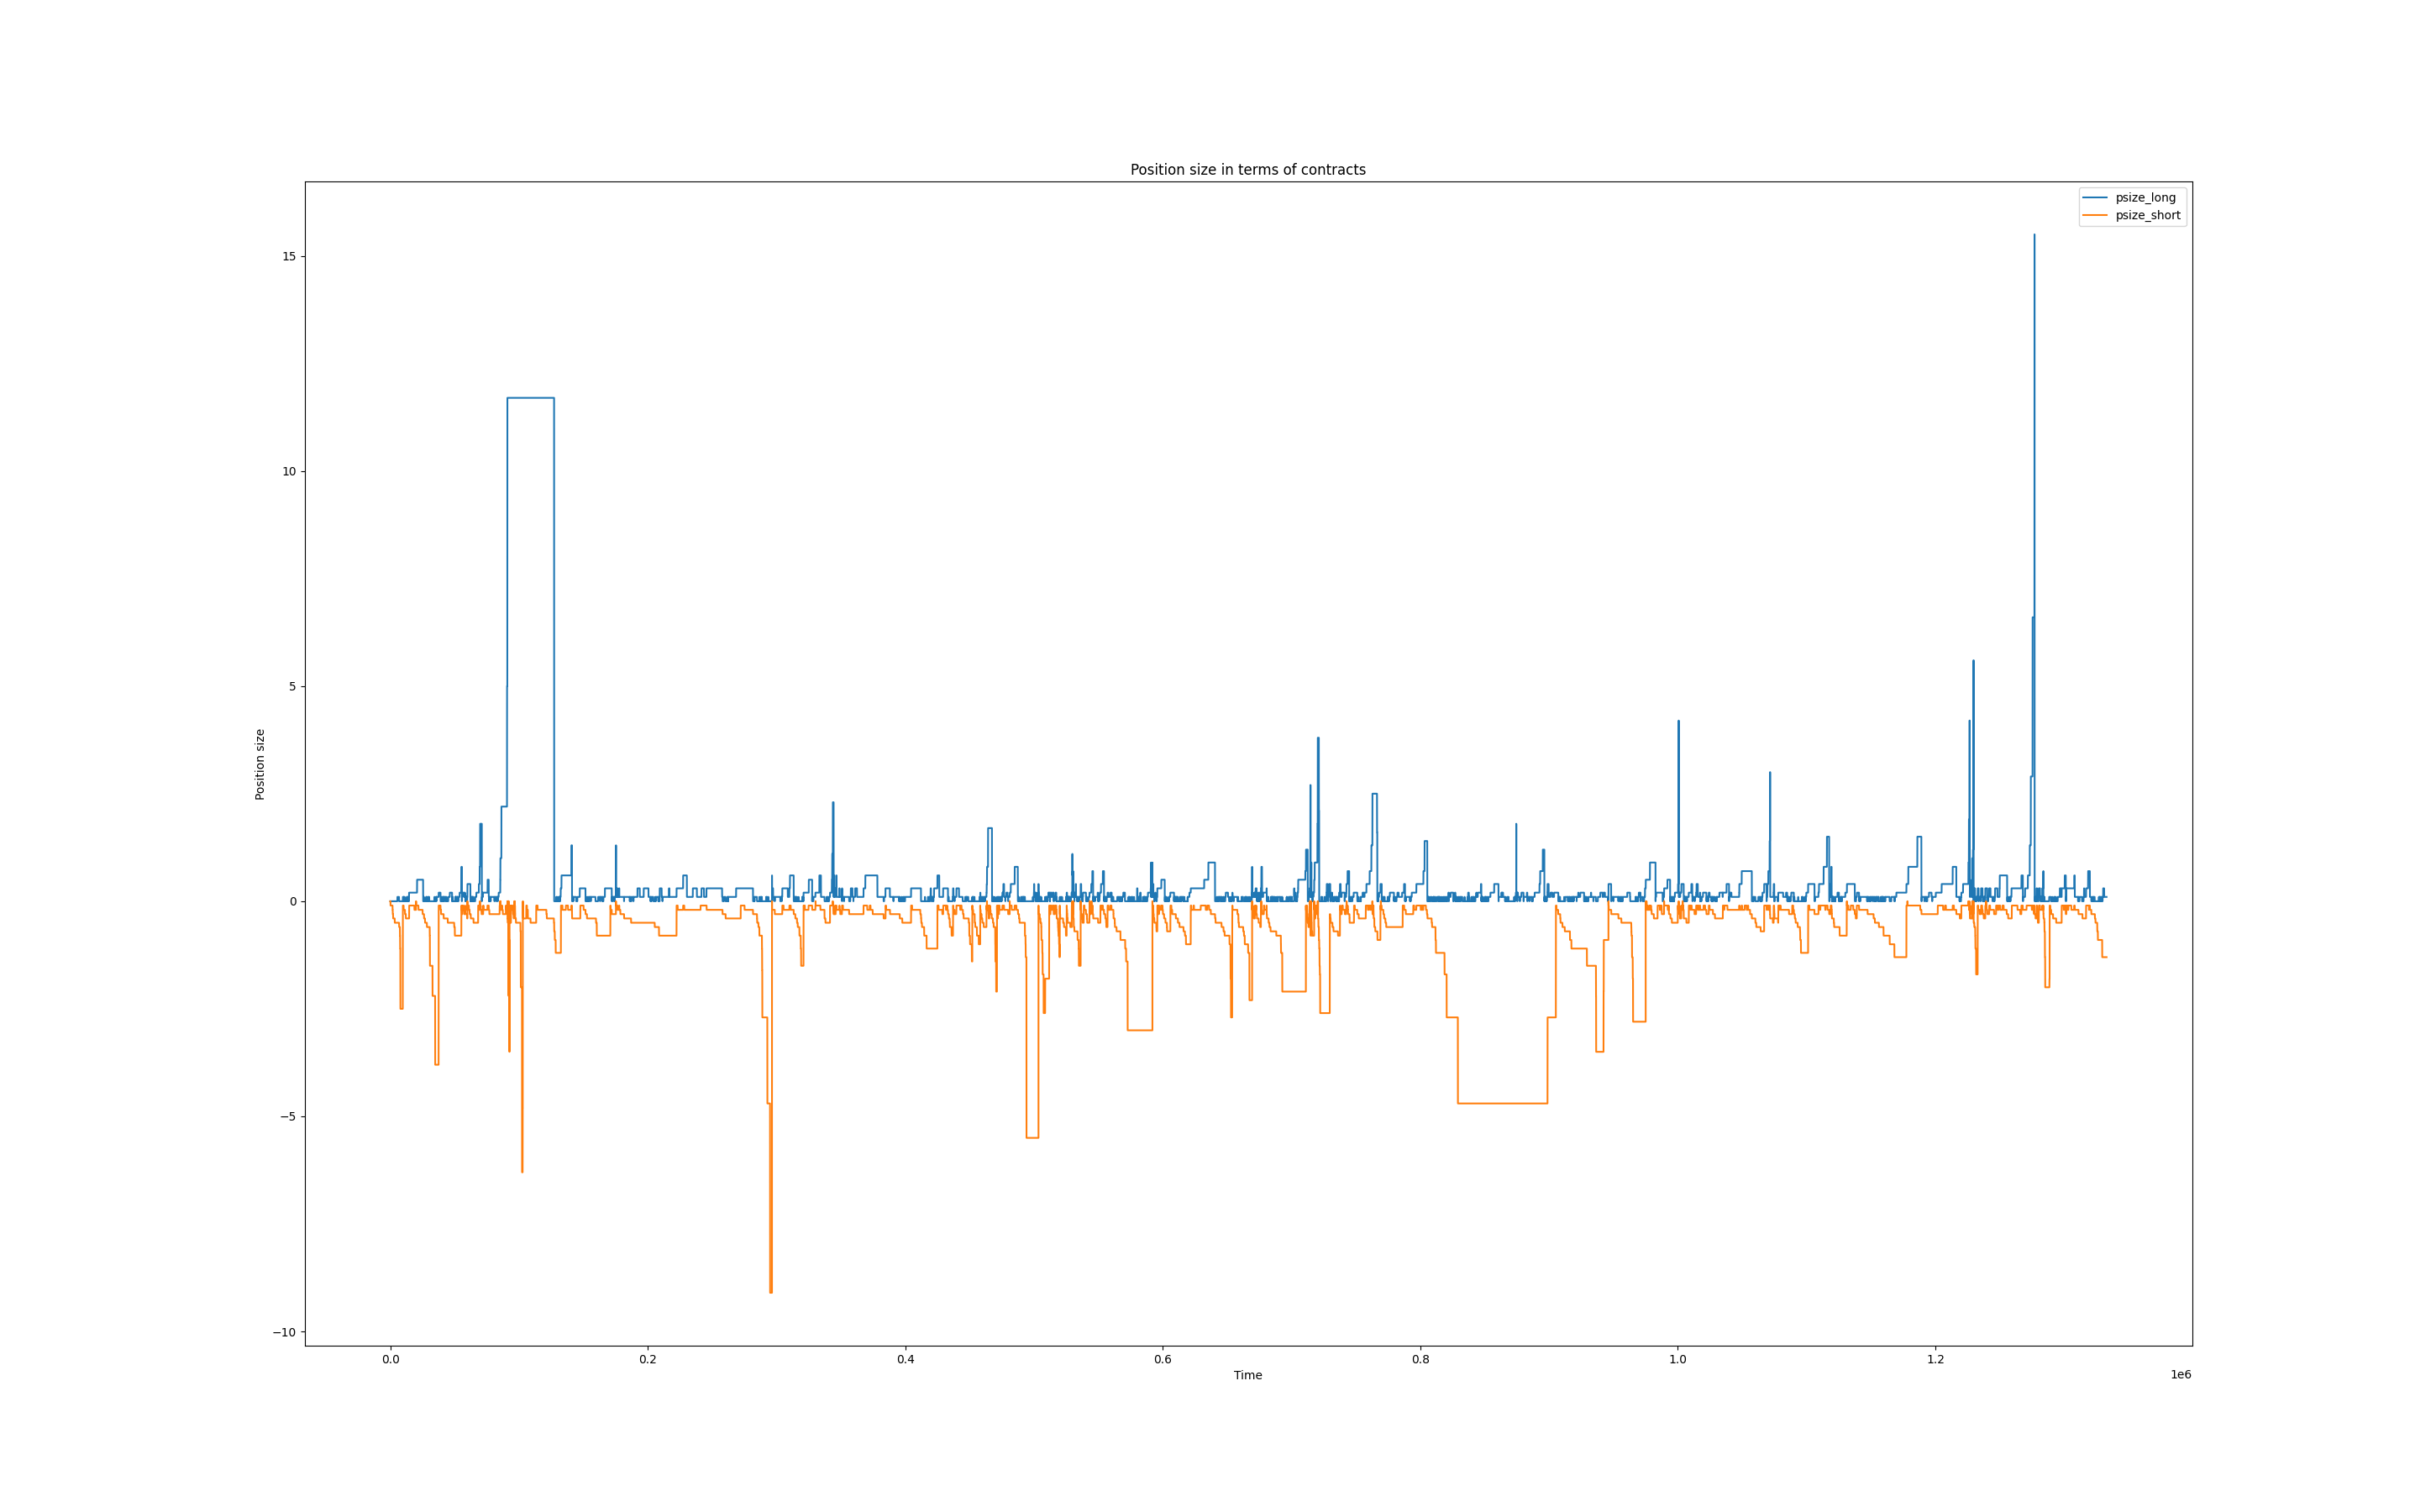 Position size in terms of contracts
psize_long
psize_short
15
10
5
0
−5
−10
Position size
0.0 0.2 0.4 0.6 0.8 1.0 1.2
Time
1e6